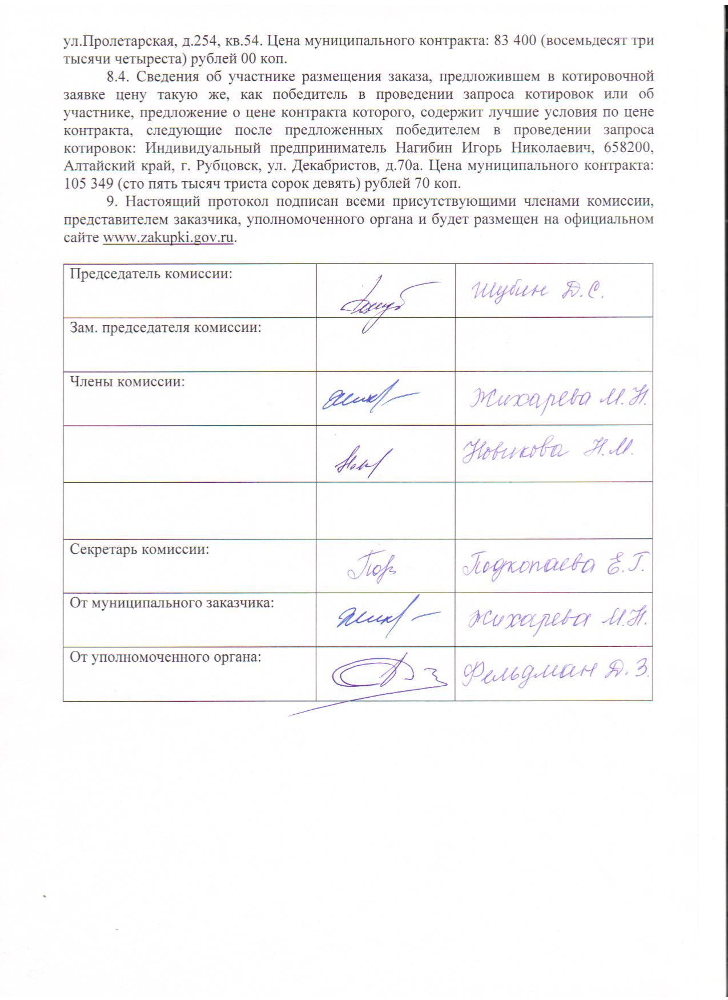 ул.Пролетарская, д.254, кв.54. Цена муниципального контракта: 83 400 (восемьдесят три
тысячи четыреста) рублей 00 коп.
8.4. Сведения об участнике размещения заказа, предложившем в котировочной
заявке цену такую же, как победитель в проведении запроса котировок или об
участнике, предложение о цене контракта которого, содержит лучшие условия по цене
контракта, следующие после предложенных победителем в проведении запроса
котировок: Индивидуальный предприниматель Нагибин Игорь Николаевич, 658200,
Алтайский край, г. Рубцовск, ул. Декабристов, д.70а. Цена муниципального контракта:
105 349 (сто пять тысяч триста сорок девять) рублей 70 коп.
9. Настоящий протокол подписан всеми присутствующими членами комиссии,
представителем заказчика, уполномоченного органа и будет размещен на официальном
сайте www.zakupki.gov.ru.
Председатель комиссии: Шубин Д.С.
Зам. председателя комиссии:
Члены комиссии: Жихарева М.Н.
Новикова Н.М.
Секретарь комиссии: Подкопаева Е.Г.
От муниципального заказчика: Жихарева М.Н.
От уполномоченного органа: Фельдман Д.З.